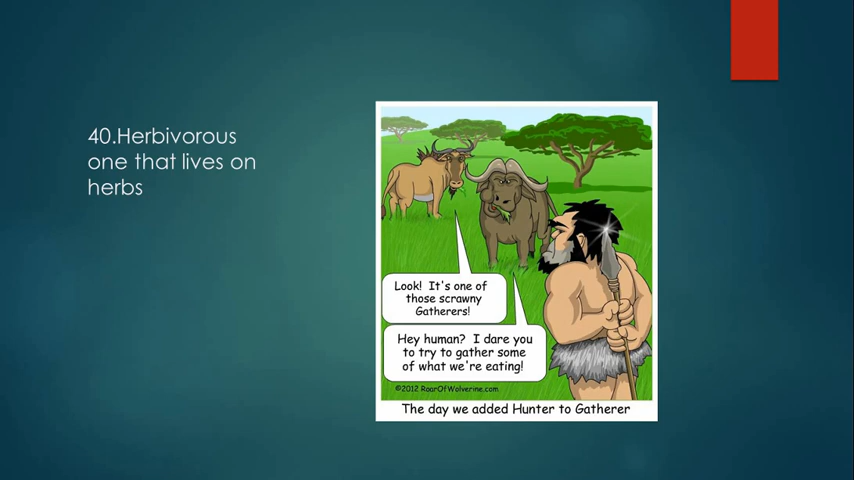 40.Herbivorous
one that lives on
herbs
Look! It's one of
those scrawny
Gatherers!
Hey human? I dare you
to try to gather some
of what we're eating!
©2012 RoarOfWolverine.com
The day we added Hunter to Gatherer